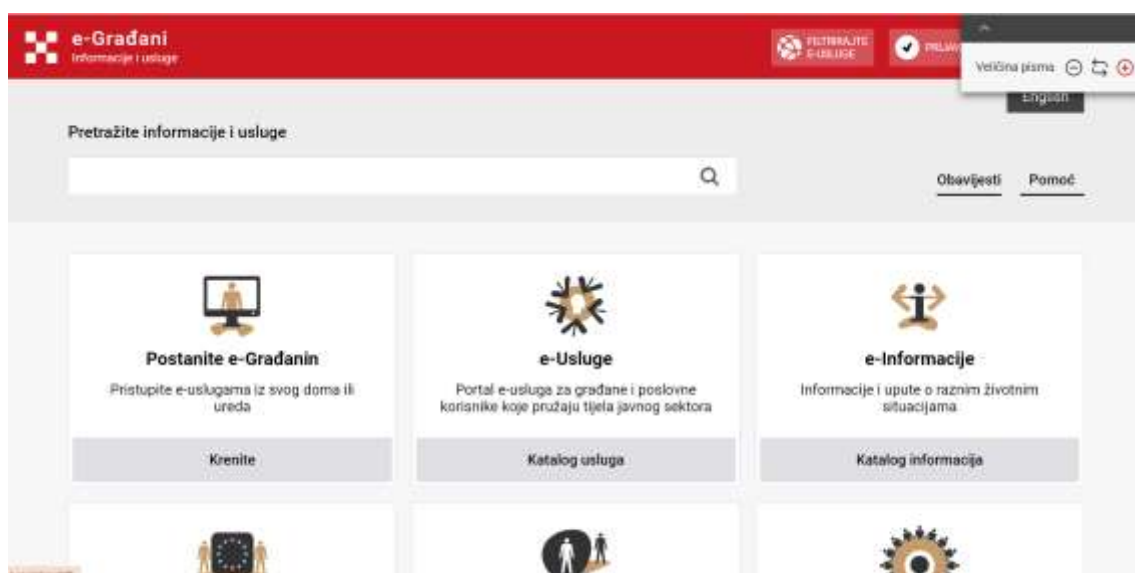 e-Građani
Informacije i usluge
FILTRIRAJTE
E-USLUGE
Veličina pisma
English
Pretražite informacije i usluge
Obavijesti Pomoć
Postanite e-Građanin
Pristupite e-uslugama iz svog doma ili
ureda
Krenite
e-Usluge
Portal e-usluga za građane i poslovne
korisnike koje pružaju tijela javnog sektora
Katalog usluga
e-Informacije
Informacije i upute o raznim životnim
situacijama
Katalog informacija